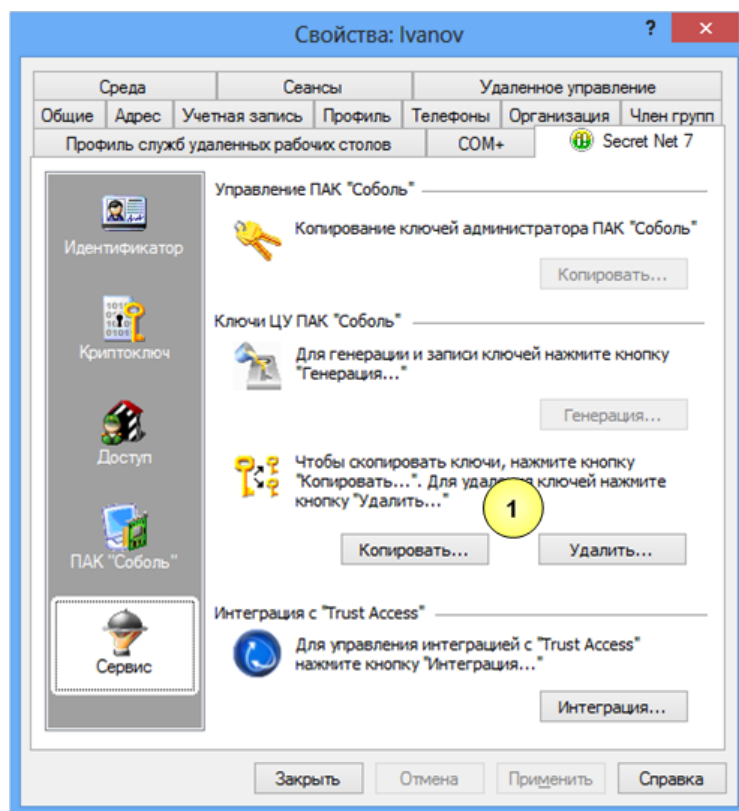 Свойства: Ivanov
?
×
Среда
Сеансы
Удаленное управление
Общие
Адрес
Учетная запись
Профиль
Телефоны
Организация
Член групп
Профиль служб удаленных рабочих столов
COM+
Secret Net 7
Идентификатор
Криптоключ
Доступ
ПАК "Соболь"
Сервис
Управление ПАК "Соболь"
Копирование ключей администратора ПАК "Соболь"
Копировать...
Ключи ЦУ ПАК "Соболь"
Для генерации и записи ключей нажмите кнопку
"Генерация..."
Генерация...
Чтобы скопировать ключи, нажмите кнопку
"Копировать...". Для удаления ключей нажмите
кнопку "Удалить..."
1
Копировать...
Удалить...
Интеграция с "Trust Access"
Для управления интеграцией с "Trust Access"
нажмите кнопку "Интеграция..."
Интеграция...
Закрыть
Отмена
Применить
Справка